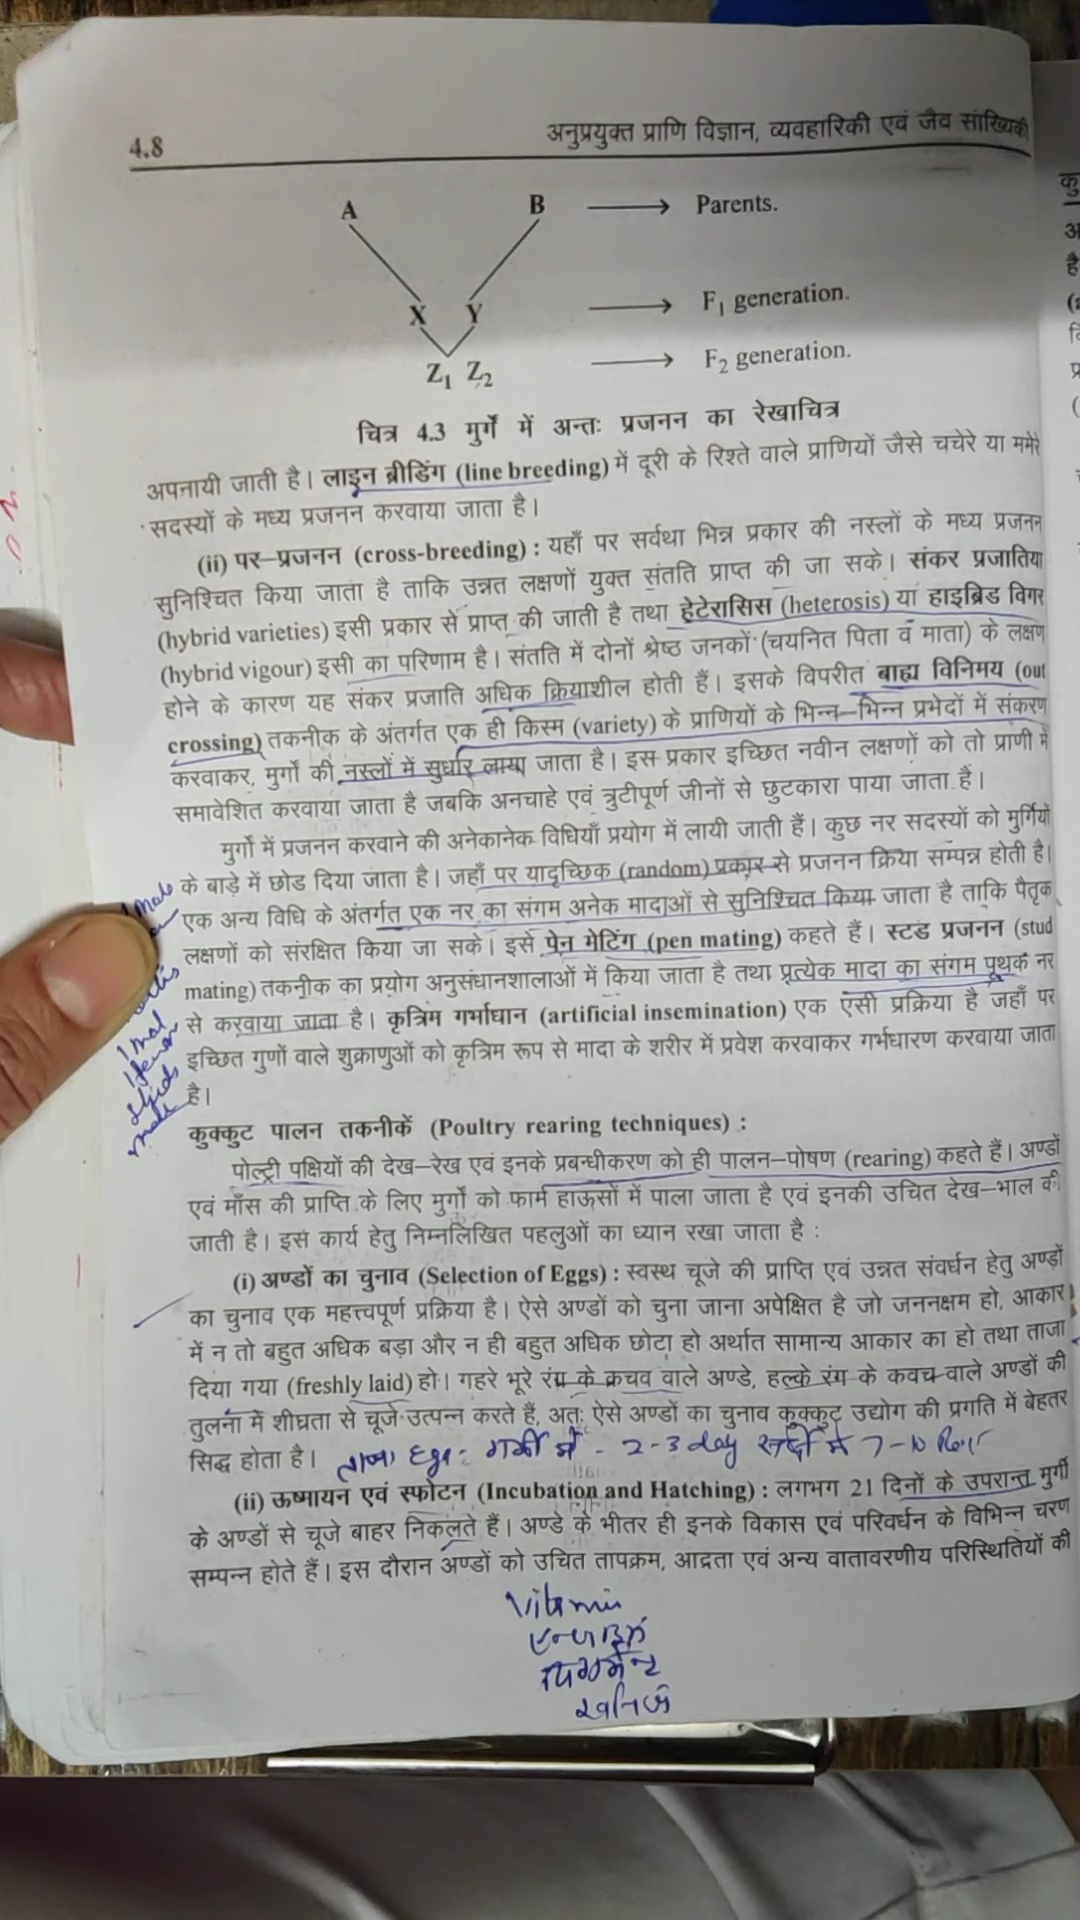 4.8
अनुप्रयुक्त प्राणि विज्ञान, व्यवहारिकी एवं जैव सांख्यिकी
A B → Parents.
X Y → F₁ generation.
Z₁ Z₂ → F₂ generation.
चित्र 4.3 मुर्गे में अन्तः प्रजनन का रेखाचित्र
अपनायी जाती है। लाइन ब्रीडिंग (line breeding) में दूरी के रिश्ते वाले प्राणियों जैसे चचेरे या ममेरे
सदस्यों के मध्य प्रजनन करवाया जाता है।
(ii) पर–प्रजनन (cross-breeding) : यहाँ पर सर्वथा भिन्न प्रकार की नस्लों के मध्य प्रजनन
सुनिश्चित किया जाता है ताकि उन्नत लक्षणों युक्त संतति प्राप्त की जा सके। संकर प्रजातिया
(hybrid varieties) इसी प्रकार से प्राप्त की जाती है तथा हेटेरासिस (heterosis) या हाइब्रिड विगर
(hybrid vigour) इसी का परिणाम है। संतति में दोनों श्रेष्ठ जनकों (चयनित पिता व माता) के लक्षण
होने के कारण यह संकर प्रजाति अधिक क्रियाशील होती हैं। इसके विपरीत बाह्य विनिमय (out
crossing) तकनीक के अंतर्गत एक ही किस्म (variety) के प्राणियों के भिन्न–भिन्न प्रभेदों में संकरण
करवाकर, मुर्गों की नस्लों में सुधार लाया जाता है। इस प्रकार इच्छित नवीन लक्षणों को तो प्राणी में
समावेशित करवाया जाता है जबकि अनचाहे एवं त्रुटीपूर्ण जीनों से छुटकारा पाया जाता हैं।
मुर्गों में प्रजनन करवाने की अनेकानेक विधियाँ प्रयोग में लायी जाती हैं। कुछ नर सदस्यों को मुर्गियों
के बाड़े में छोड दिया जाता है। जहाँ पर यादृच्छिक (random) प्रकार से प्रजनन क्रिया सम्पन्न होती है।
एक अन्य विधि के अंतर्गत एक नर का संगम अनेक मादाओं से सुनिश्चित किया जाता है ताकि पैतृक
लक्षणों को संरक्षित किया जा सके। इसे पेन मेटिंग (pen mating) कहते हैं। स्टड प्रजनन (stud
mating) तकनीक का प्रयोग अनुसंधानशालाओं में किया जाता है तथा प्रत्येक मादा का संगम पृथक नर
से करवाया जाता है। कृत्रिम गर्भाधान (artificial insemination) एक ऐसी प्रक्रिया है जहाँ पर
इच्छित गुणों वाले शुक्राणुओं को कृत्रिम रूप से मादा के शरीर में प्रवेश करवाकर गर्भधारण करवाया जाता
है।
कुक्कुट पालन तकनीकें (Poultry rearing techniques) :
पोल्ट्री पक्षियों की देख–रेख एवं इनके प्रबन्धीकरण को ही पालन–पोषण (rearing) कहते हैं। अण्डों
एवं माँस की प्राप्ति के लिए मुर्गों को फार्म हाऊसों में पाला जाता है एवं इनकी उचित देख–भाल की
जाती है। इस कार्य हेतु निम्नलिखित पहलुओं का ध्यान रखा जाता है :
(i) अण्डों का चुनाव (Selection of Eggs) : स्वस्थ चूजे की प्राप्ति एवं उन्नत संवर्धन हेतु अण्ड़ों
का चुनाव एक महत्त्वपूर्ण प्रक्रिया है। ऐसे अण्डों को चुना जाना अपेक्षित है जो जननक्षम हो, आकार
में न तो बहुत अधिक बड़ा और न ही बहुत अधिक छोटा हो अर्थात सामान्य आकार का हो तथा ताजा
दिया गया (freshly laid) हो। गहरे भूरे रंग के कवच वाले अण्डे, हल्के रंग के कवच वाले अण्डों की
तुलना में शीघ्रता से चूजे उत्पन्न करते हैं, अतः ऐसे अण्डों का चुनाव कुक्कुट उद्योग की प्रगति में बेहतर
सिद्ध होता है। ताजा Egg: गर्मी में - 2-3 day सर्दी में 7-10
(ii) ऊष्मायन एवं स्फोटन (Incubation and Hatching) : लगभग 21 दिनों के उपरान्त मुर्गी
के अण्डों से चूजे बाहर निकलते हैं। अण्डे के भीतर ही इनके विकास एवं परिवर्धन के विभिन्न चरण
सम्पन्न होते हैं। इस दौरान अण्डों को उचित तापक्रम, आद्रता एवं अन्य वातावरणीय परिस्थितियों की
Vitamin
एन्जाइम
पिगमेन्ट
खनिज